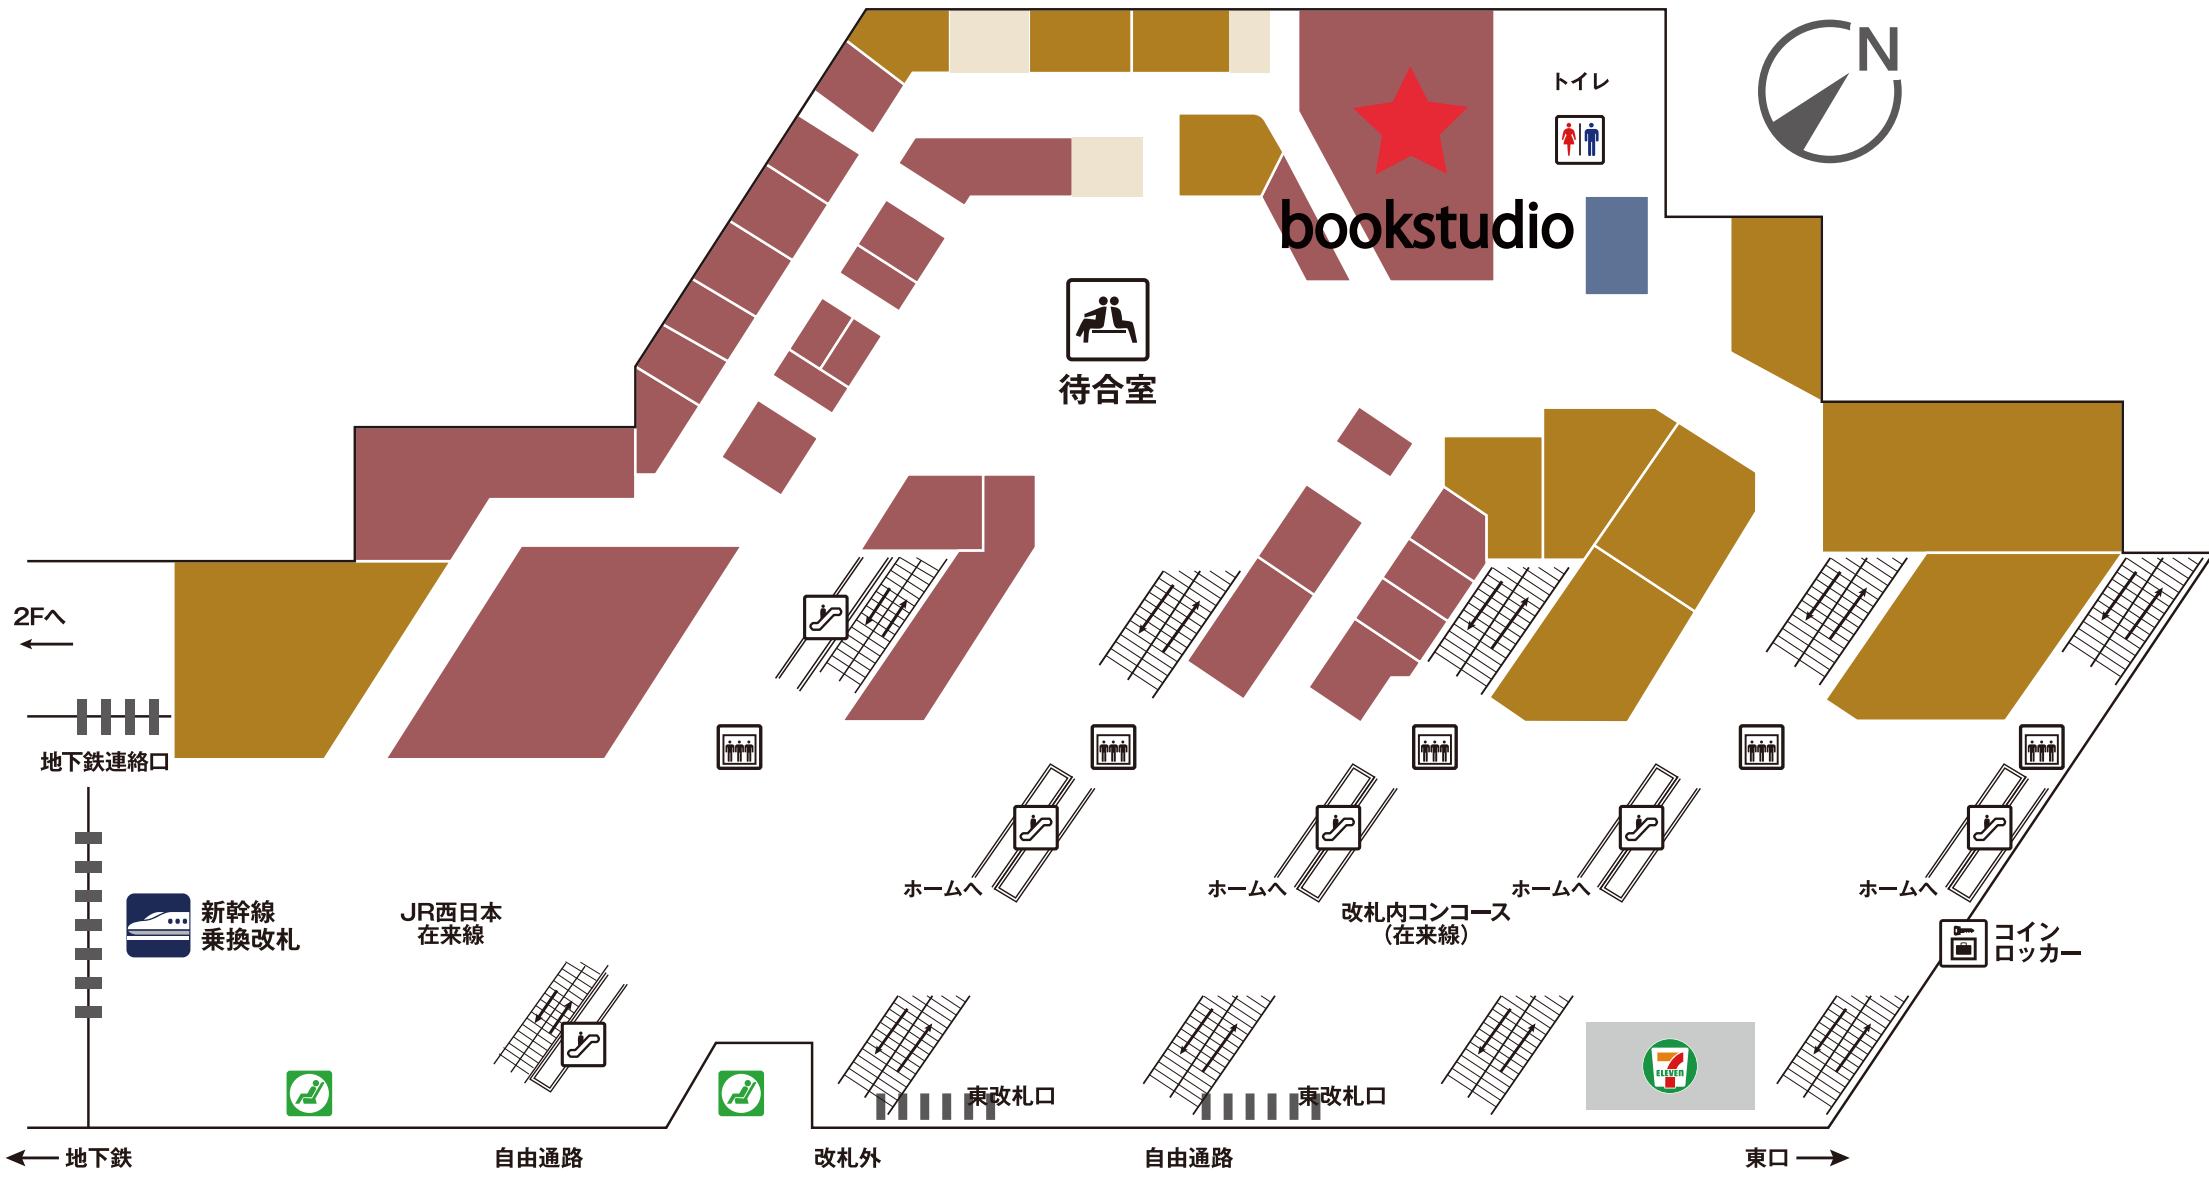 N
トイレ
bookstudio
待合室
2Fへ
地下鉄連絡口
ホームへ
ホームへ
ホームへ
ホームへ
新幹線
乗換改札
JR西日本
在来線
改札内コンコース
（在来線）
コイン
ロッカー
7
ELEVEn
東改札口
東改札口
地下鉄
自由通路
改札外
自由通路
東口